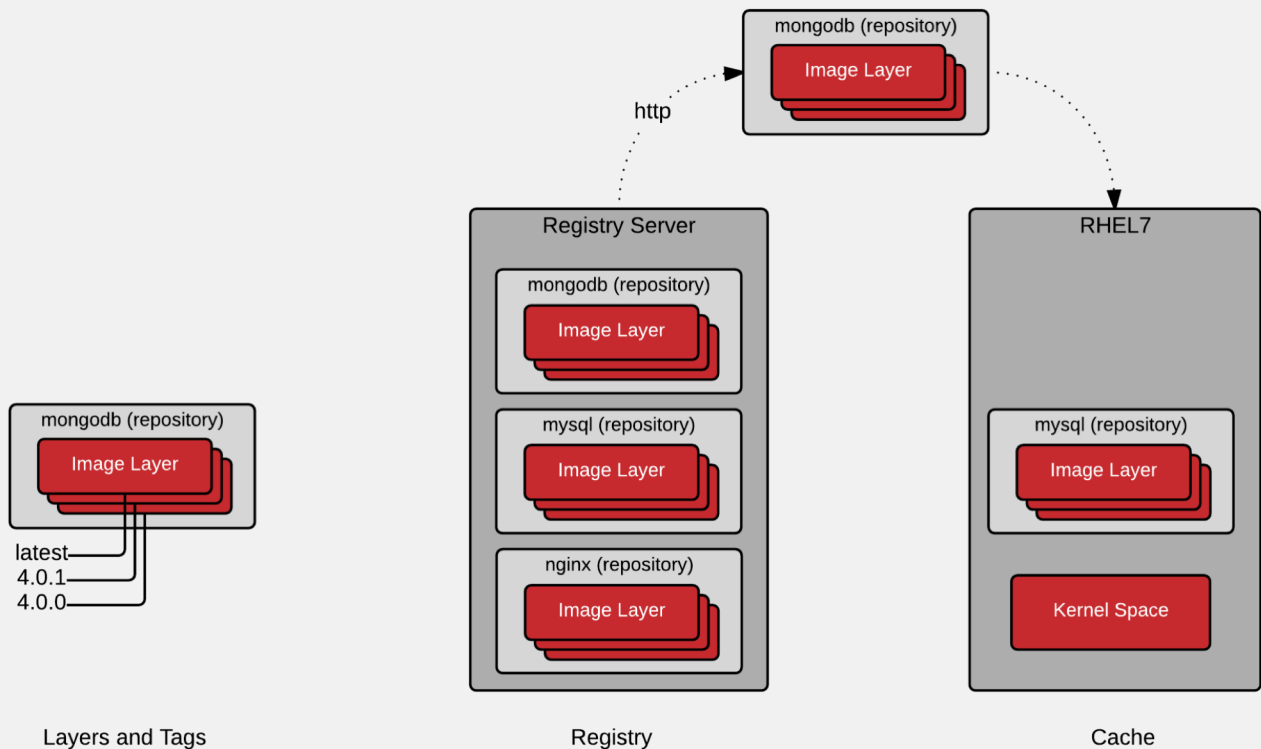 mongodb (repository)
Image Layer
http
Registry Server
mongodb (repository)
Image Layer
mysql (repository)
Image Layer
nginx (repository)
Image Layer
RHEL7
mysql (repository)
Image Layer
Kernel Space
mongodb (repository)
Image Layer
latest
4.0.1
4.0.0
Layers and Tags
Registry
Cache